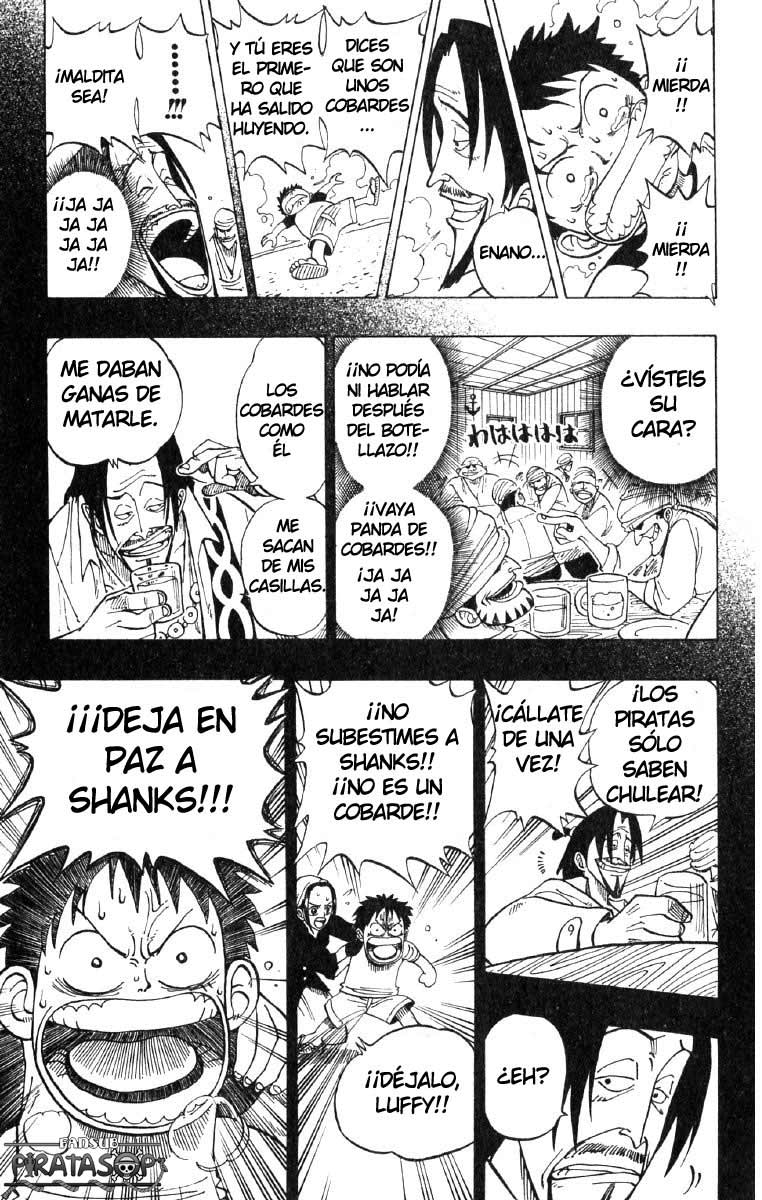 ¡¡
MIERDA
!!
¡¡
MIERDA
!!
ENANO...
DICES
QUE SON
UNOS
COBARDES
...
Y TÚ ERES
EL PRIME-
RO QUE
HA SALIDO
HUYENDO.
......!!!
¡MALDITA
SEA!
¡¡JA JA
JA JA
JA JA
JA!!
¿VÍSTEIS
SU
CARA?
わはははは
¡¡NO PODÍA
NI HABLAR
DESPUÉS
DEL BOTE-
LLAZO!!
¡¡VAYA
PANDA DE
COBARDES!!
¡JA JA
JA JA
JA!
LOS
COBARDES
COMO
ÉL
ME
SACAN
DE MIS
CASILLAS.
ME DABAN
GANAS DE
MATARLE.
¡LOS
PIRATAS
SÓLO
SABEN
CHULEAR!
¡CÁLLATE
DE UNA
VEZ!
¿EH?
¡¡NO
SUBESTIMES A
SHANKS!!
¡¡NO ES UN
COBARDE!!
¡¡DÉJALO,
LUFFY!!
¡¡¡DEJA EN
PAZ A
SHANKS!!!
FANSUB
PIRATASOP